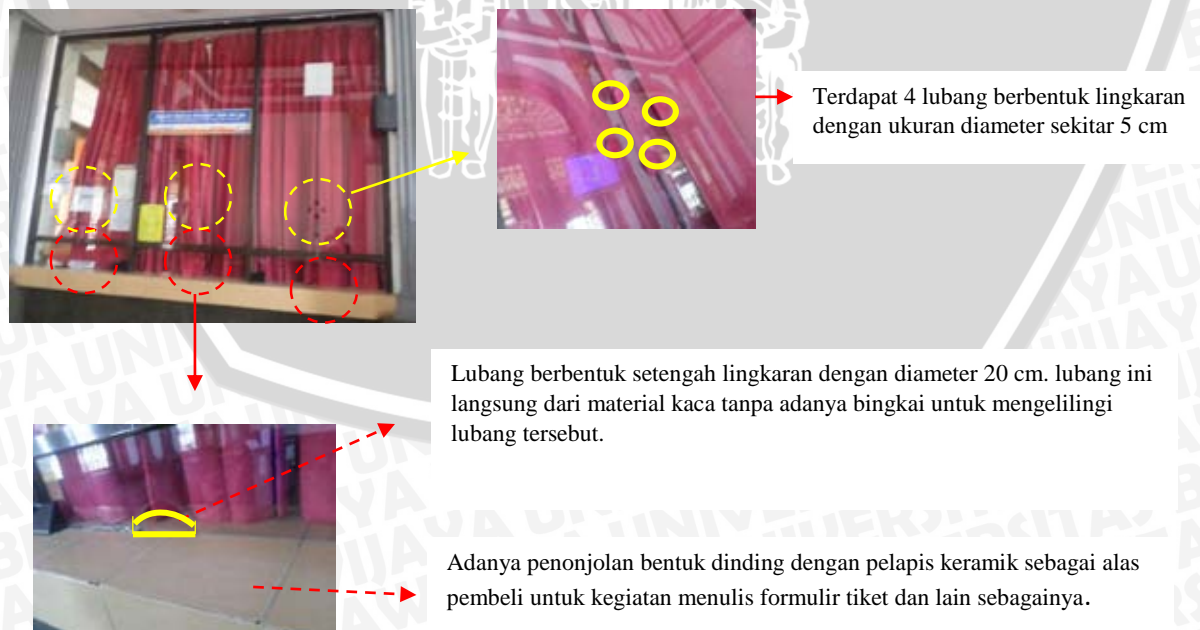 Terdapat 4 lubang berbentuk lingkaran
dengan ukuran diameter sekitar 5 cm
Lubang berbentuk setengah lingkaran dengan diameter 20 cm. lubang ini
langsung dari material kaca tanpa adanya bingkai untuk mengelilingi
lubang tersebut.
Adanya penonjolan bentuk dinding dengan pelapis keramik sebagai alas
pembeli untuk kegiatan menulis formulir tiket dan lain sebagainya.